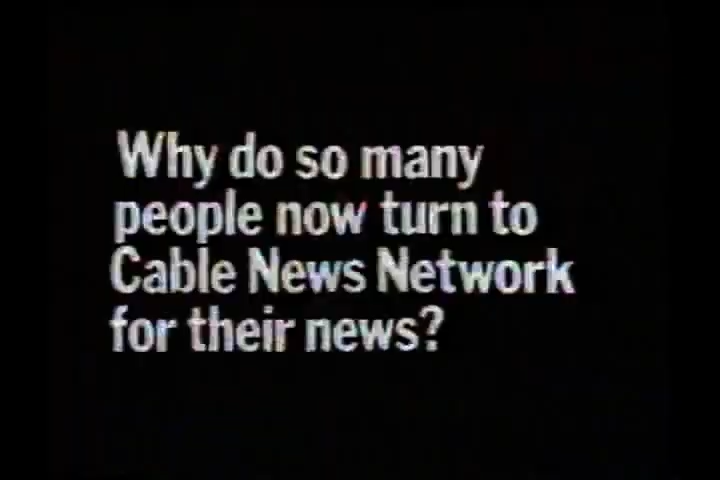 Why do so many
people now turn to
Cable News Network
for their news?